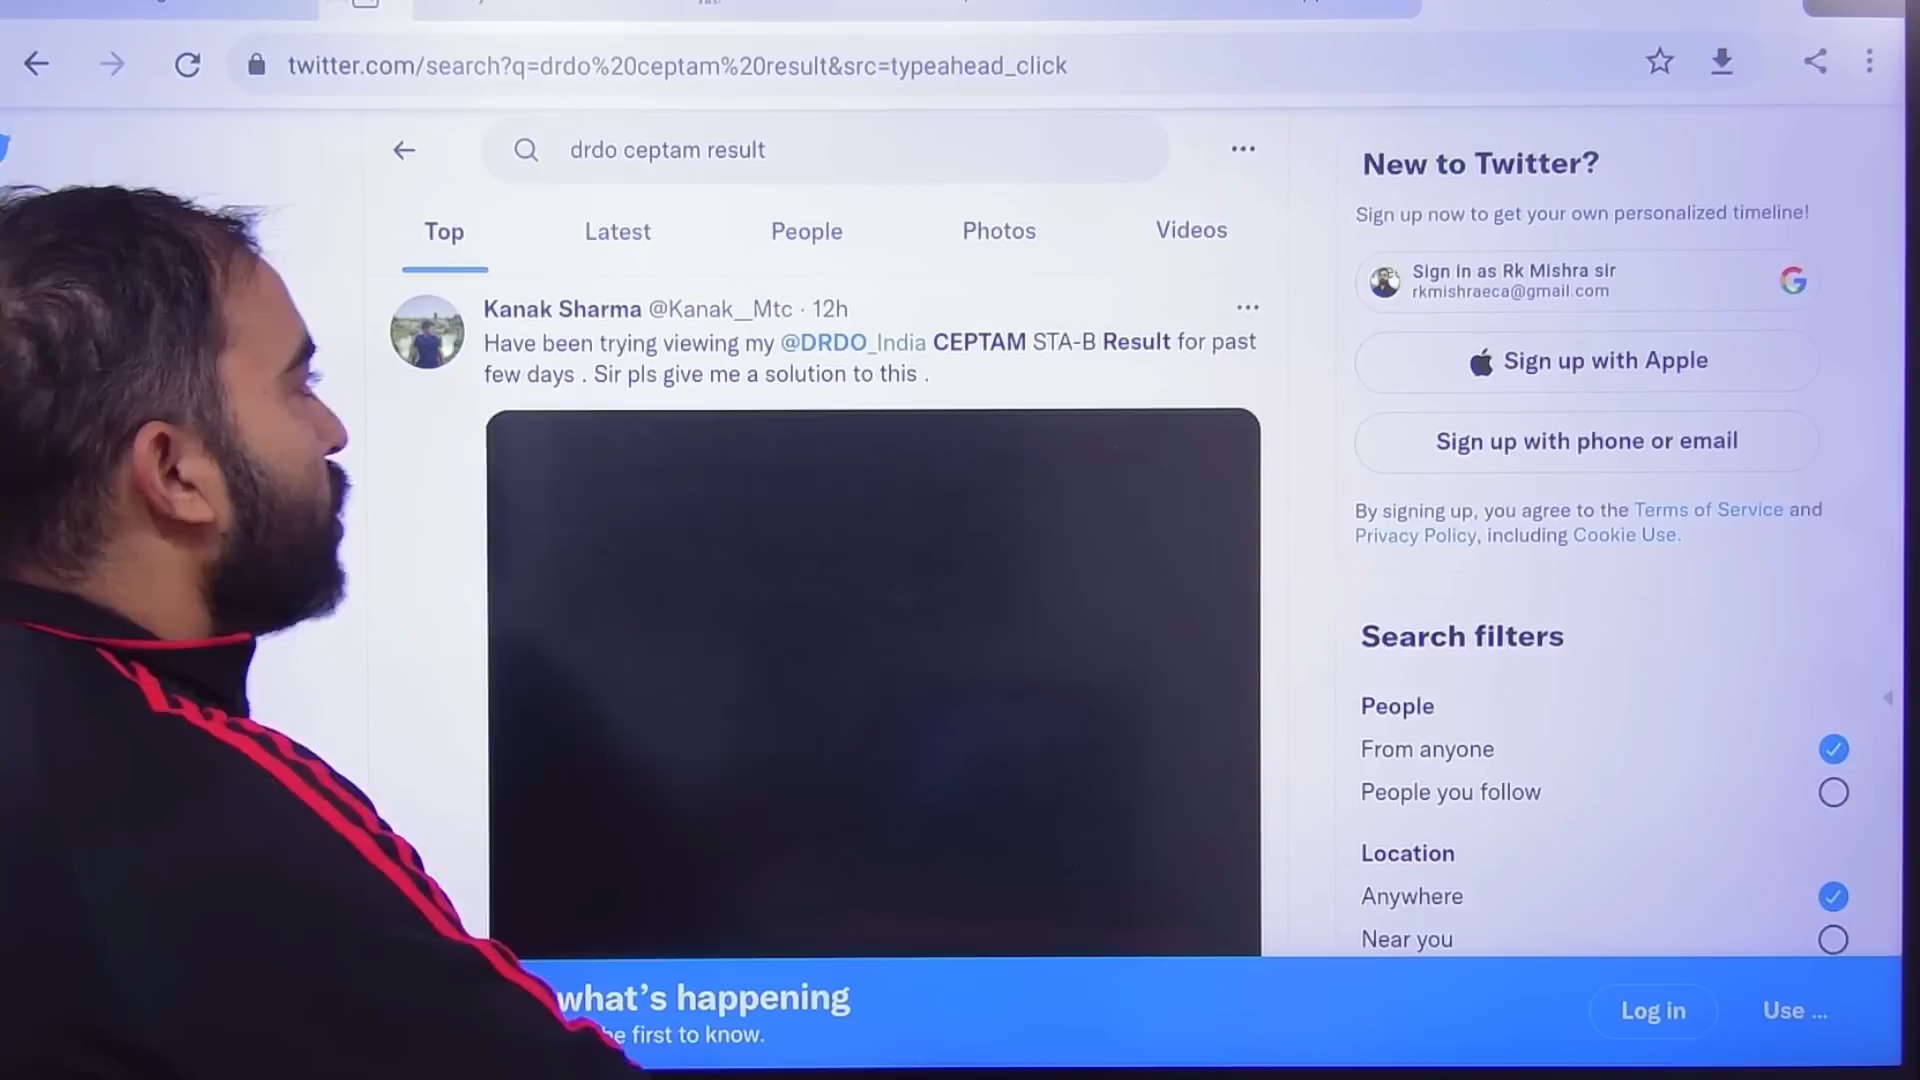 twitter.com/search?q=drdo%20ceptam%20result&src=typeahead_click
drdo ceptam result
Top
Latest
People
Photos
Videos
Kanak Sharma @Kanak__Mtc · 12h
Have been trying viewing my @DRDO_India CEPTAM STA-B Result for past
few days . Sir pls give me a solution to this .
New to Twitter?
Sign up now to get your own personalized timeline!
Sign in as Rk Mishra sir
rkmishraeca@gmail.com
Sign up with Apple
Sign up with phone or email
By signing up, you agree to the Terms of Service and
Privacy Policy, including Cookie Use.
Search filters
People
From anyone
People you follow
Location
Anywhere
Near you
what's happening
first to know.
Log in
Use ...